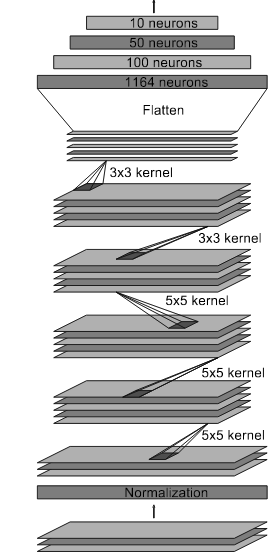 10 neurons
50 neurons
100 neurons
1164 neurons
Flatten
3x3 kernel
3x3 kernel
5x5 kernel
5x5 kernel
5x5 kernel
Normalization